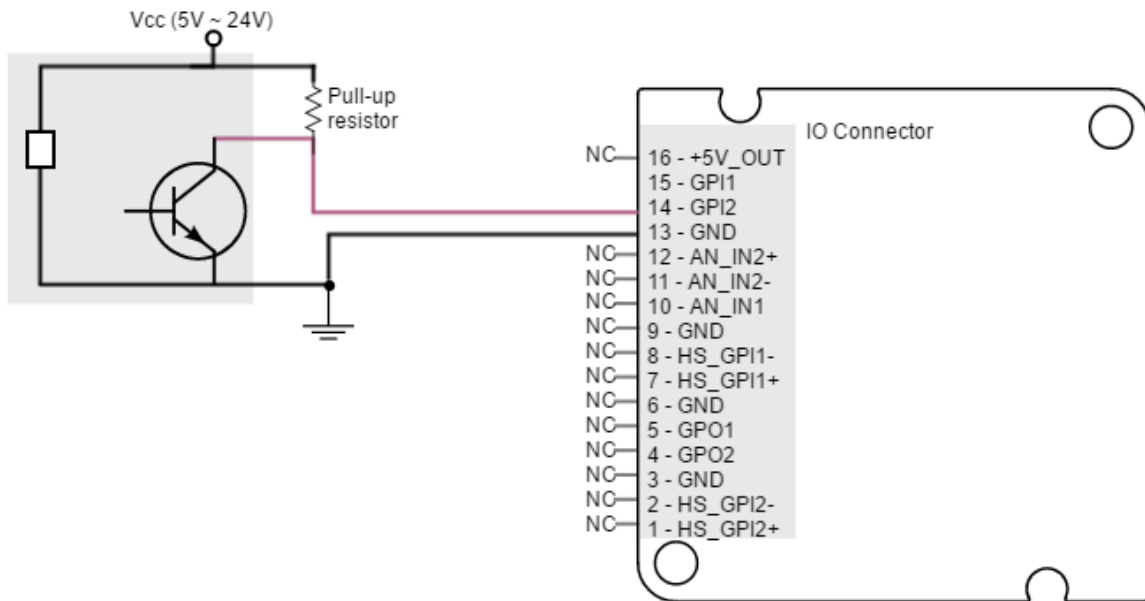 Vcc (5V ~ 24V)
Pull-up
resistor
IO Connector
NC 16 - +5V_OUT
15 - GPI1
14 - GPI2
13 - GND
NC 12 - AN_IN2+
NC 11 - AN_IN2-
NC 10 - AN_IN1
NC 9 - GND
NC 8 - HS_GPI1-
NC 7 - HS_GPI1+
NC 6 - GND
NC 5 - GPO1
NC 4 - GPO2
NC 3 - GND
NC 2 - HS_GPI2-
NC 1 - HS_GPI2+